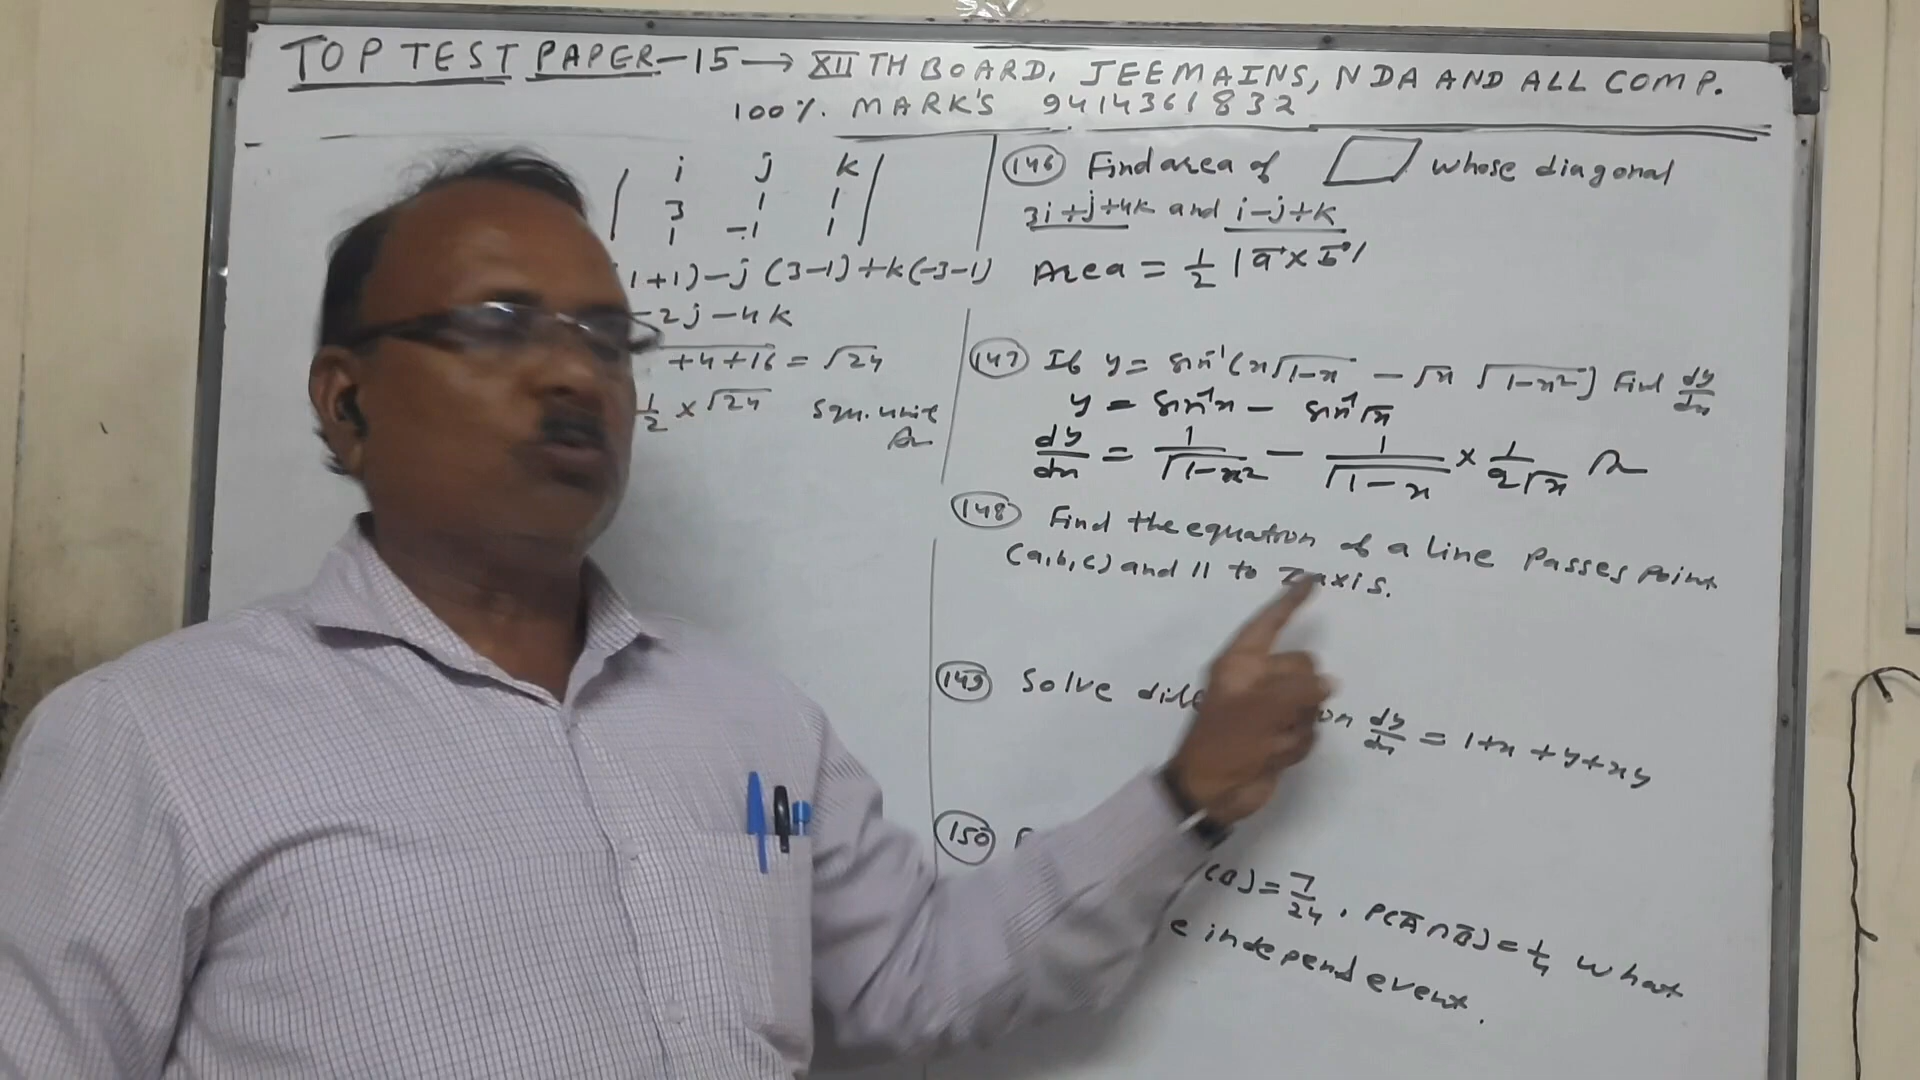 TOP TEST PAPER-15 → XII TH BOARD, JEEMAINS, NDA AND ALL COMP.
100%. MARK'S 9414361832
| i j k |
| 3 1 1 |
| 1 -1 1 |
1+1)-j(3-1)+k(-3-1)
-2j-4k
+4+16 = √24
1/2 × √24 squ. unit
(146) Find area of ▱ whose diagonal
3i+j+4k and i-j+k
Area = 1/2 |a⃗×b⃗|
(147) If y = sin⁻¹(x√1-x - √x √1-x²) Find dy/dx
y = sin⁻¹x - sin⁻¹√x
dy/dx = 1/√1-x² - 1/√1-x × 1/2√x
(148) Find the equation of a line Passes point
(a,b,c) and || to Z axis.
(149) Solve dy/dx = 1+x+y+xy
(150)
(B) = 7/24, P(A̅∩B̅) = 1/4 what
independ event.